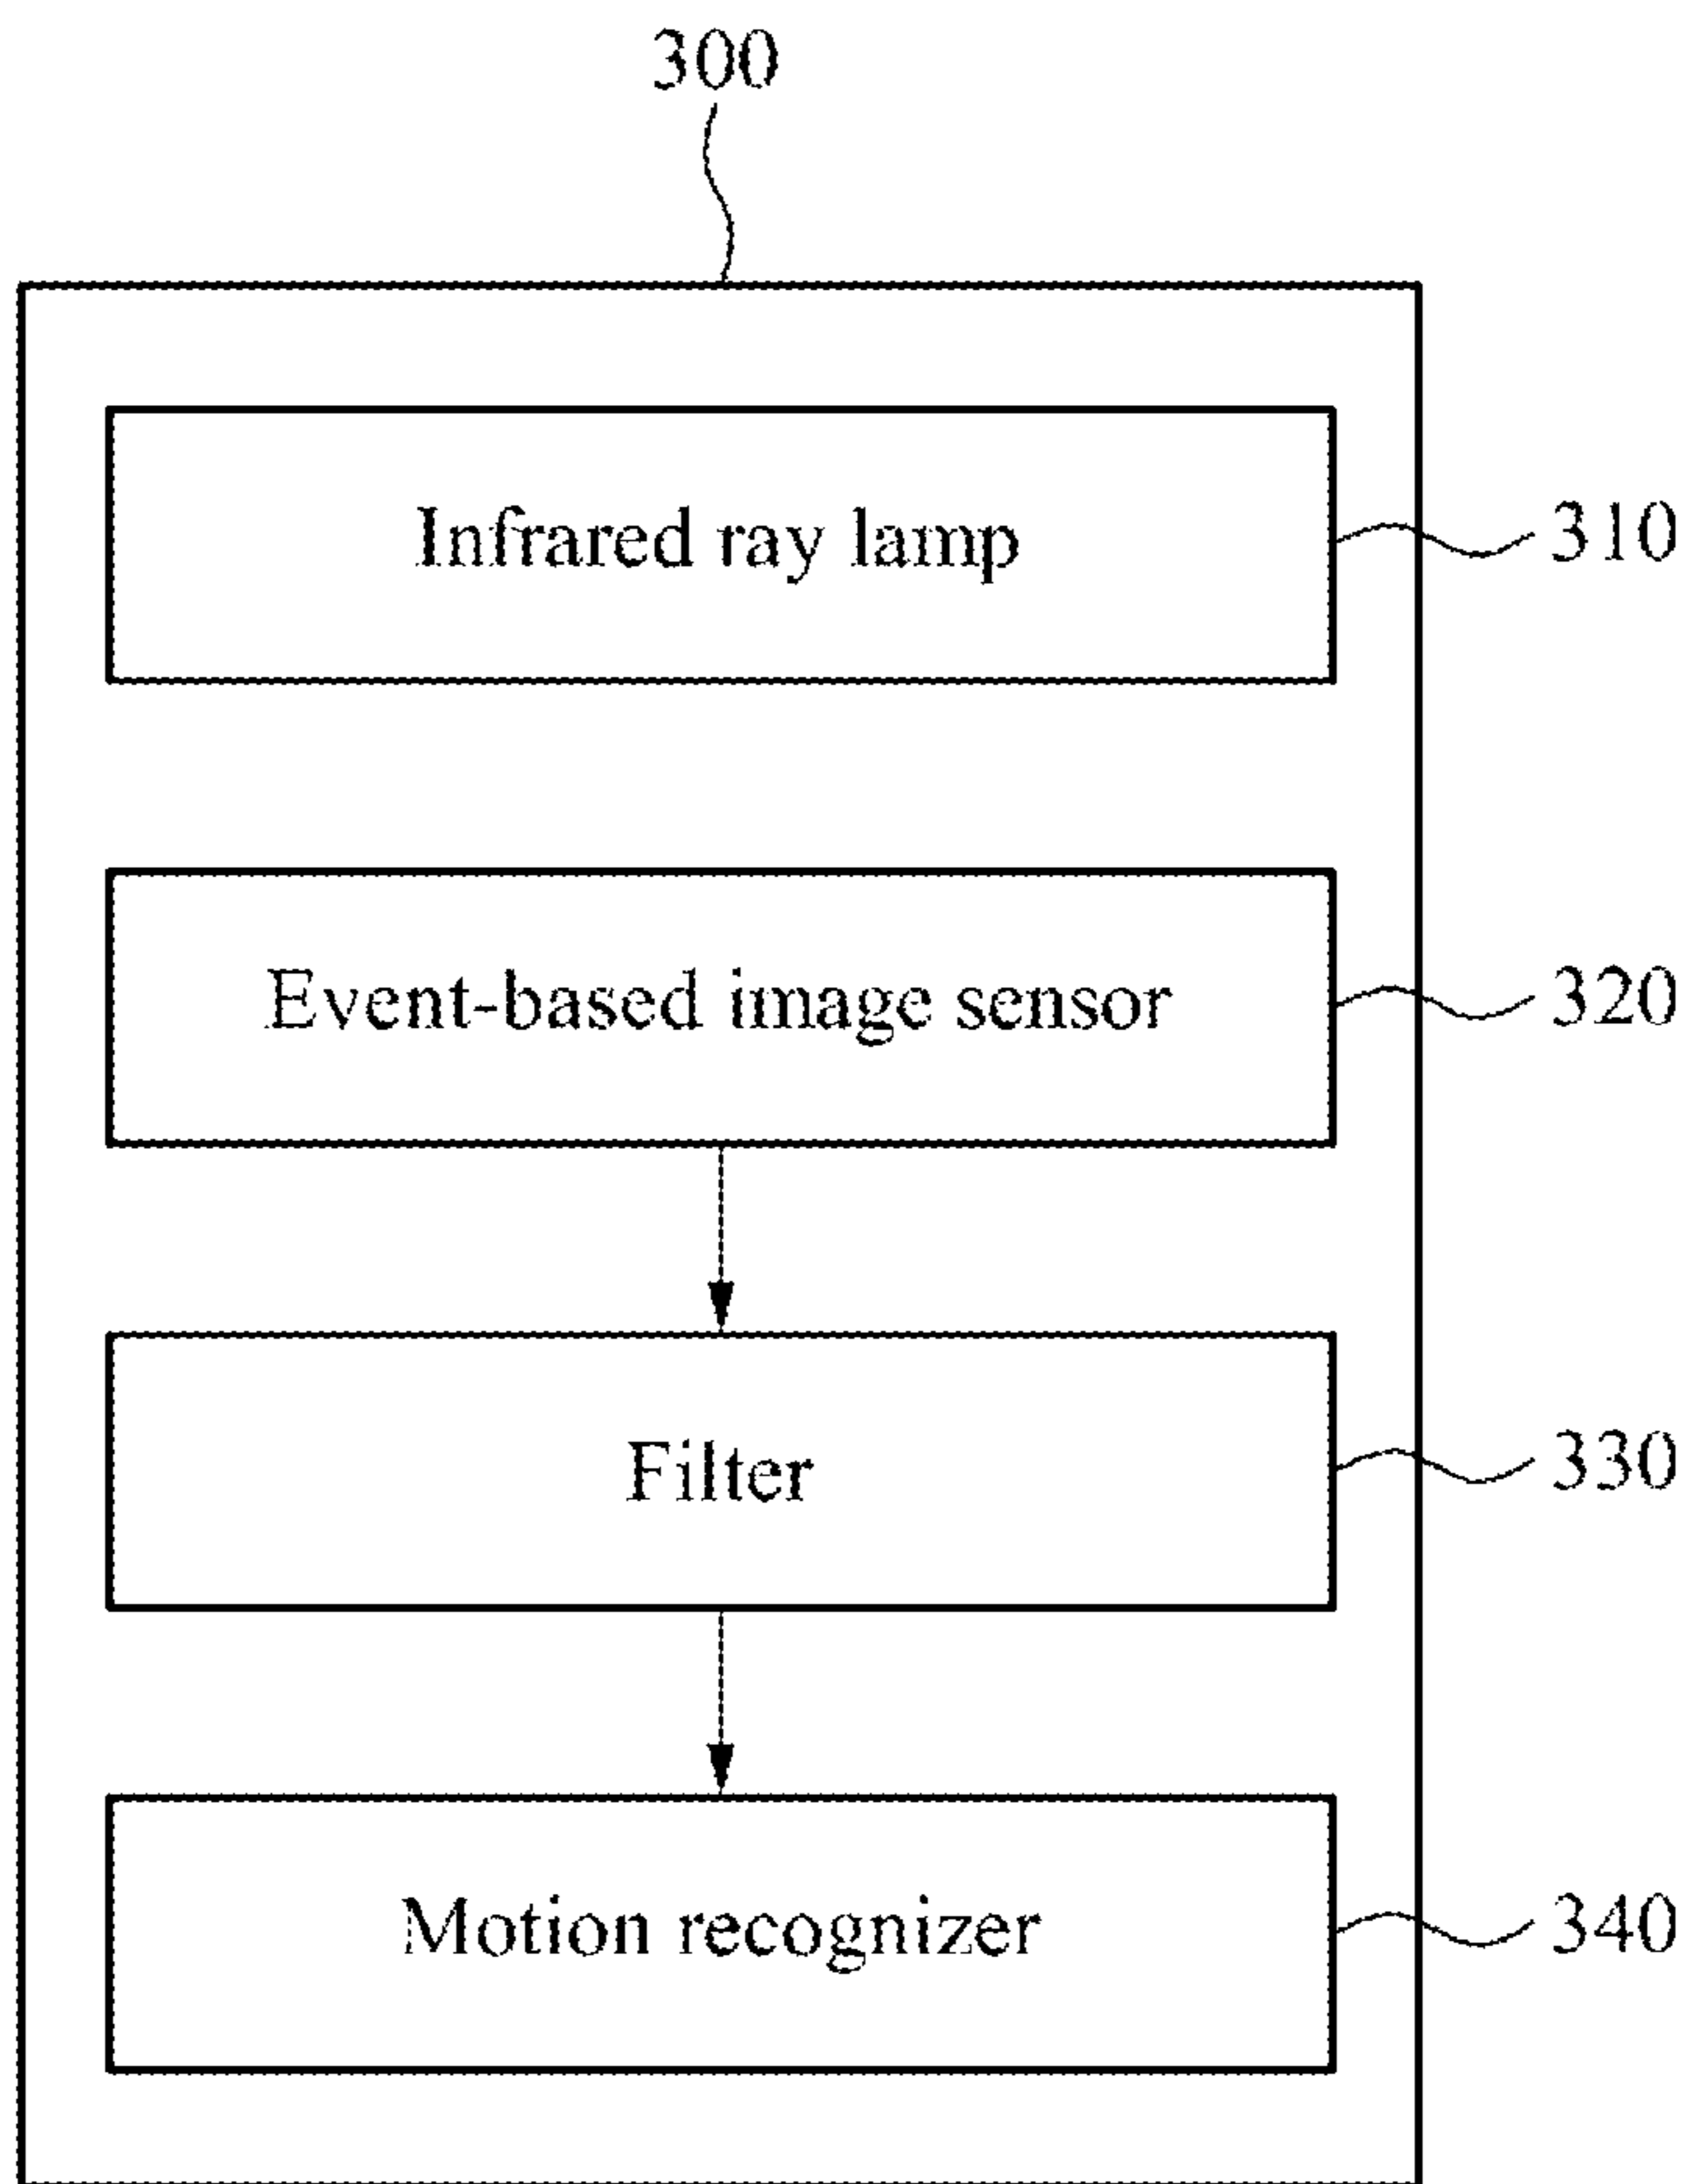 300
Infrared ray lamp
310
Event-based image sensor
320
Filter
330
Motion recognizer
340